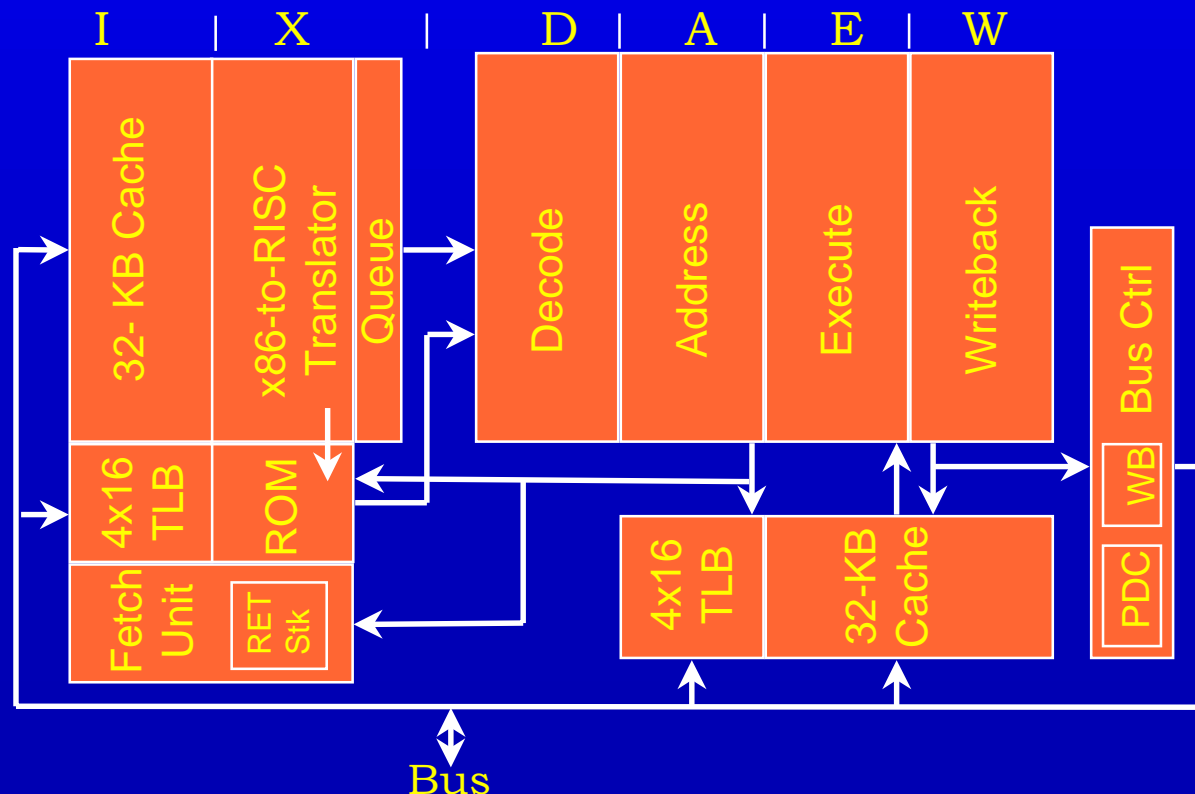 I | X | D | A | E | W
32- KB Cache
x86-to-RISC
Translator
Queue
Decode
Address
Execute
Writeback
Bus Ctrl
WB
PDC
4x16
TLB
ROM
Fetch
Unit
RET
Stk
4x16
TLB
32-KB
Cache
Bus